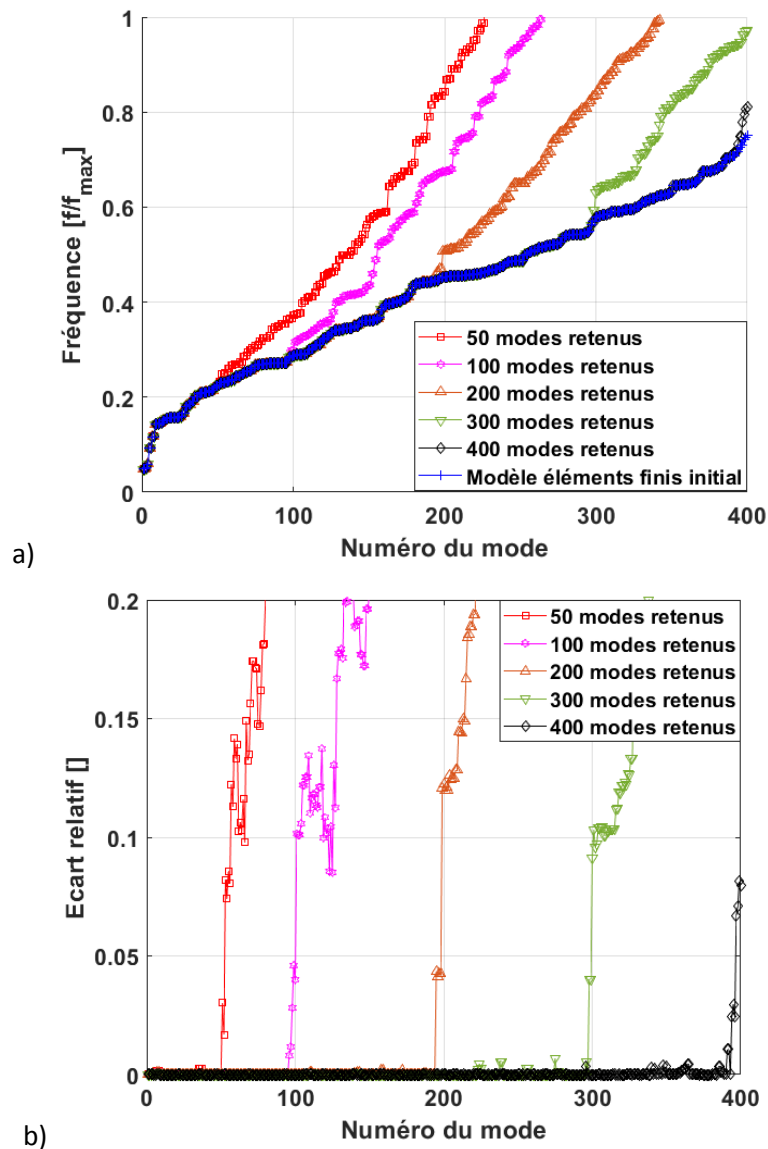 1
0.8
0.6
0.4
0.2
0
Fréquence [f/f_max]
50 modes retenus
100 modes retenus
200 modes retenus
300 modes retenus
400 modes retenus
Modèle éléments finis initial
0 100 200 300 400
Numéro du mode
a)
0.2
0.15
0.1
0.05
0
Ecart relatif []
50 modes retenus
100 modes retenus
200 modes retenus
300 modes retenus
400 modes retenus
0 100 200 300 400
Numéro du mode
b)